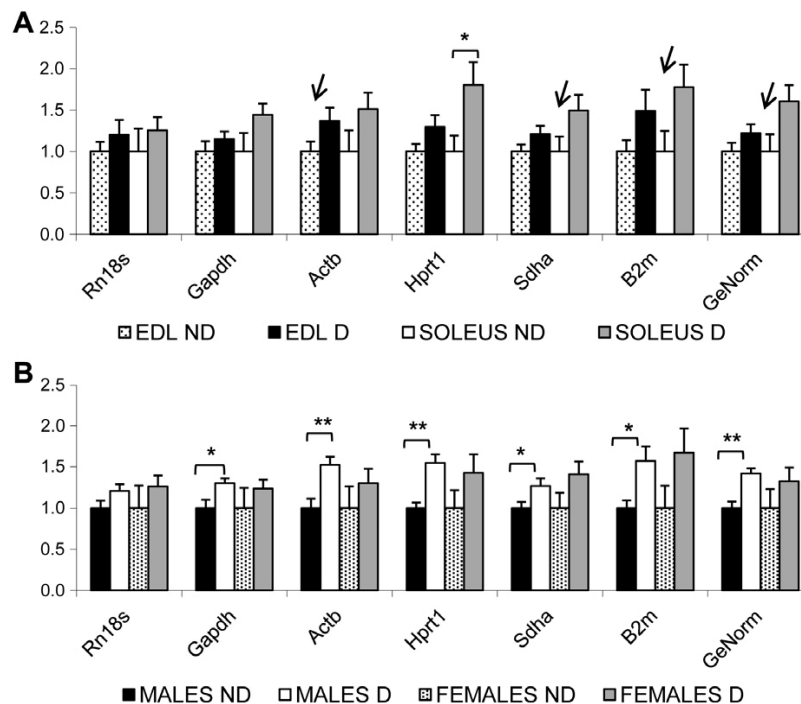 A
2.5
*
2.0
1.5
1.0
0.5
0.0
Rn18s Gapdh Actb Hprt1 Sdha B2m GeNorm
EDL ND EDL D SOLEUS ND SOLEUS D
B
2.5
2.0
* ** ** * * **
1.5
1.0
0.5
0.0
Rn18s Gapdh Actb Hprt1 Sdha B2m GeNorm
MALES ND MALES D FEMALES ND FEMALES D